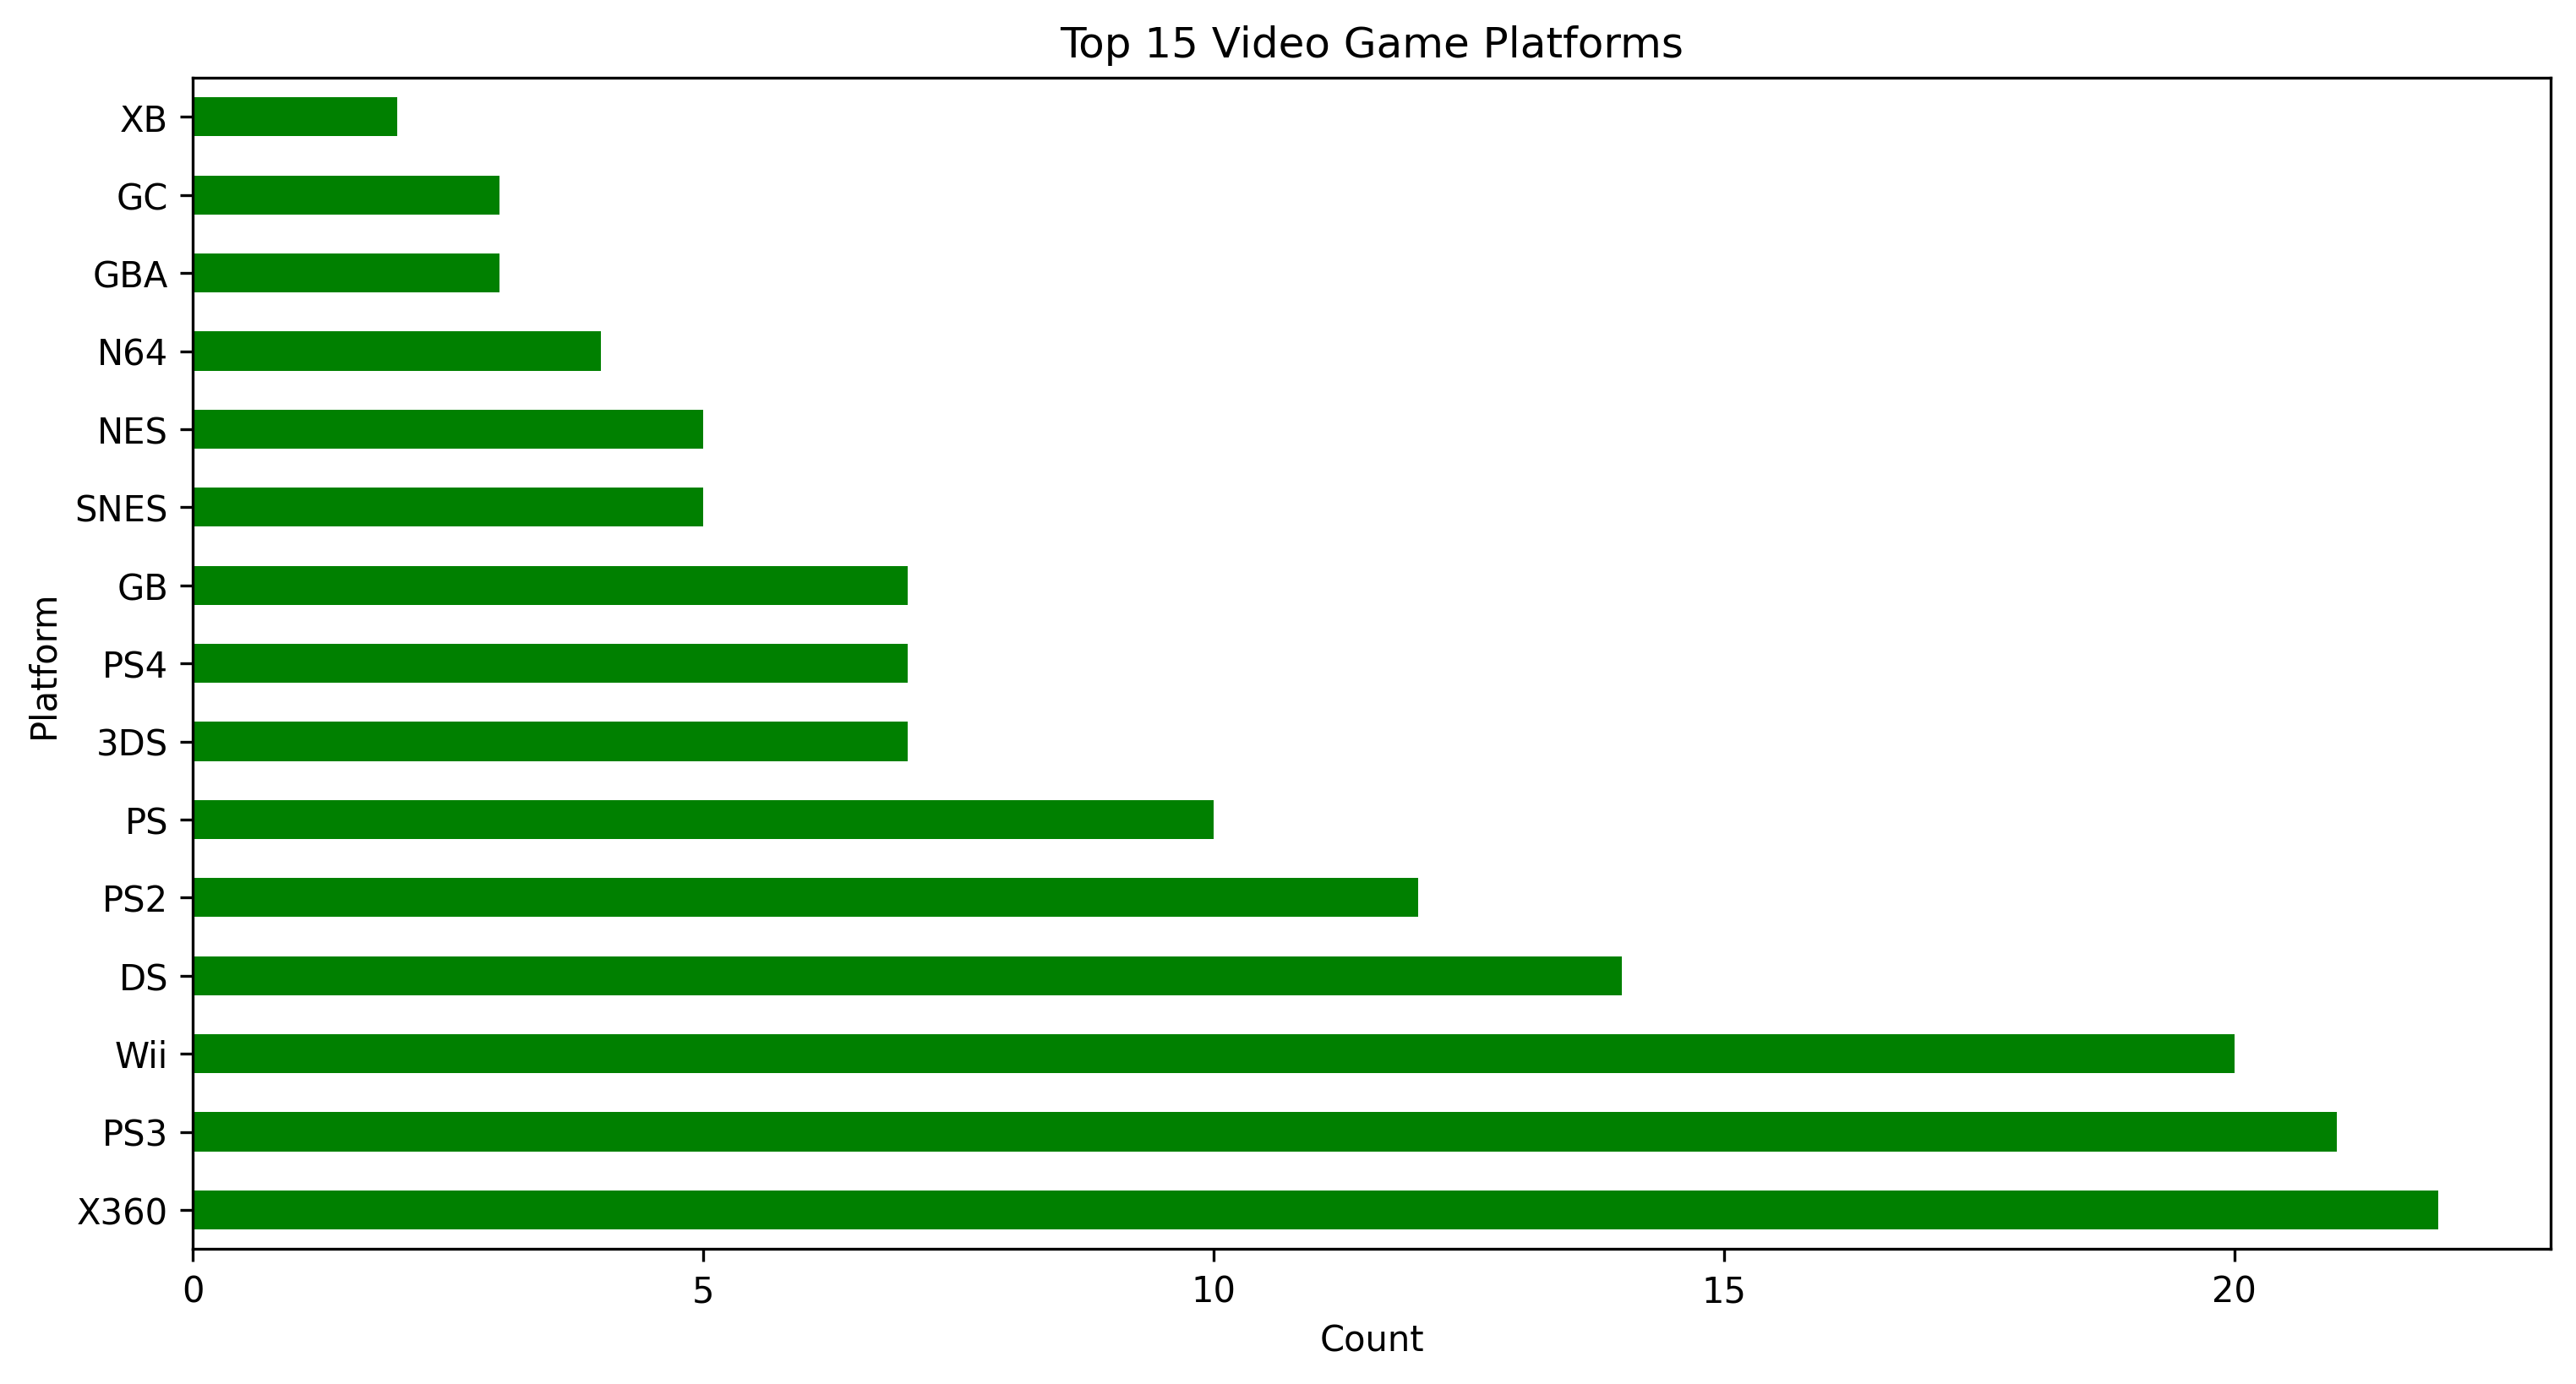 Top 15 Video Game Platforms
Platform
XB
GC
GBA
N64
NES
SNES
GB
PS4
3DS
PS
PS2
DS
Wii
PS3
X360
0 5 10 15 20
Count